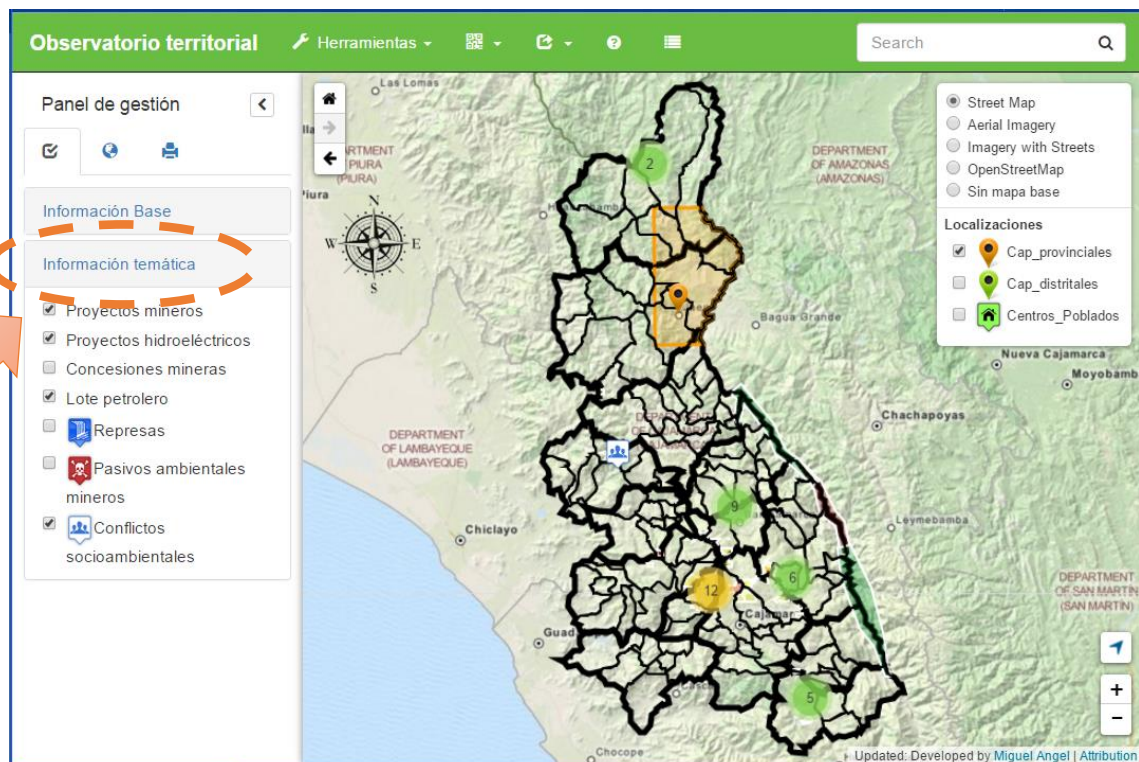 Observatorio territorial
Herramientas
Search
Panel de gestión
Información Base
Información temática
Proyectos mineros
Proyectos hidroeléctricos
Concesiones mineras
Lote petrolero
Represas
Pasivos ambientales
mineros
Conflictos
socioambientales
Street Map
Aerial Imagery
Imagery with Streets
OpenStreetMap
Sin mapa base
Localizaciones
Cap_provinciales
Cap_distritales
Centros_Poblados
Las Lomas
PIURA
(PIURA)
DEPARTMENT
OF AMAZONAS
(AMAZONAS)
N
W
E
S
2
Bagua Grande
Nueva Cajamarca
Moyobamb
Chachapoyas
DEPARTMENT
OF LAMBAYEQUE
(LAMBAYEQUE)
9
Chiclayo
Leymebamba
6
12
DEPARTMENT
OF SAN MARTIN
(SAN MARTIN)
Cajamar
Guad
5
Chocope
+
−
Updated: Developed by Miguel Angel | Attribution